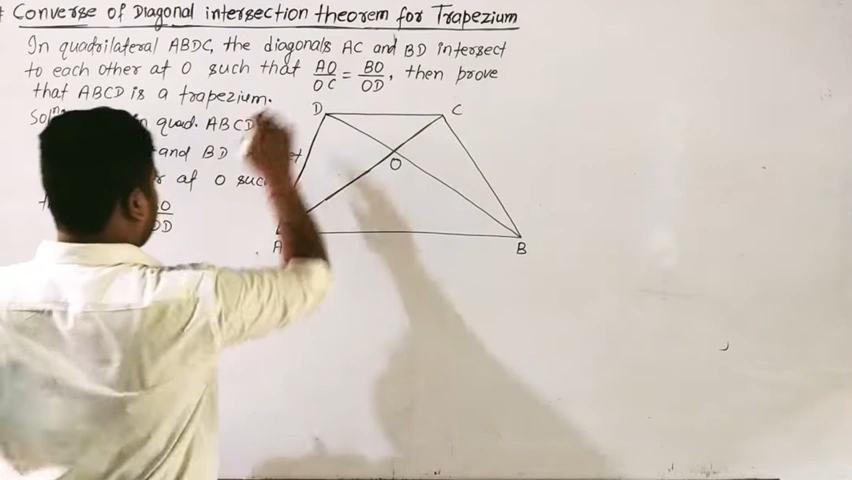 Converse of Diagonal intersection theorem for Trapezium
In quadrilateral ABDC, the diagonals AC and BD intersect
to each other at O such that AO/OC = BO/OD, then prove
that ABCD is a trapezium.
Soln quad. ABCD
and BD
at O such
BO/OD
D
C
O
A
B